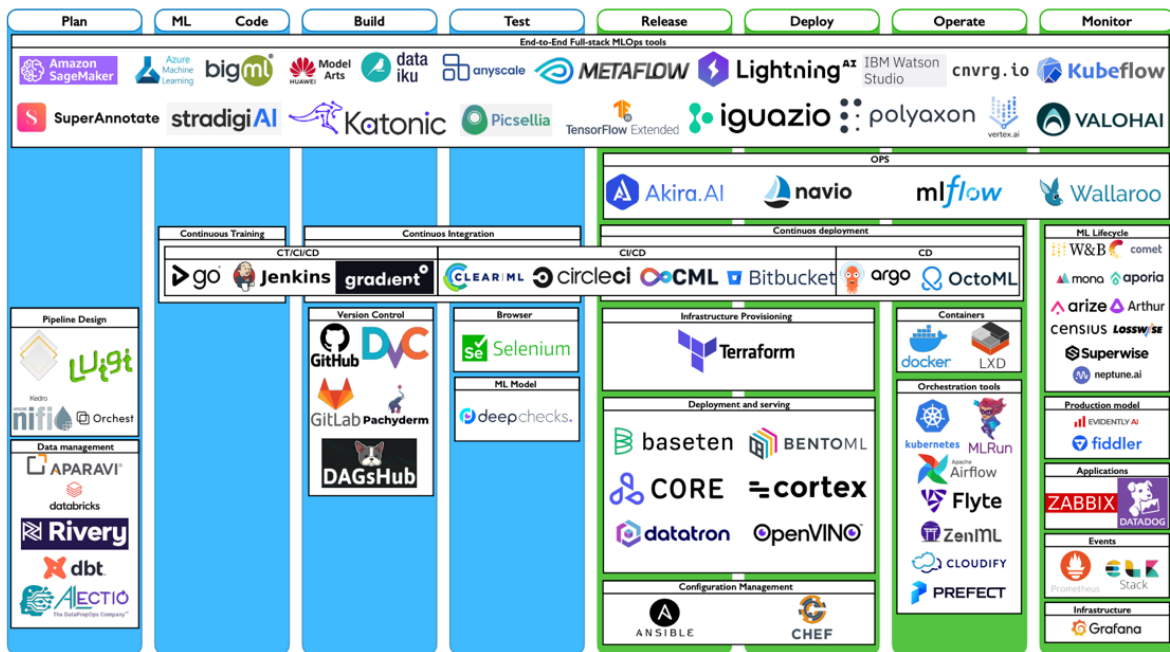 Plan ML Code Build Test Release Deploy Operate Monitor
End-to-End Full-stack MLOps tools
Amazon SageMaker
Azure Machine Learning
bigml
HUAWEI
Model Arts
data iku
anyscale
METAFLOW
Lightning AI
IBM Watson Studio
cnvrg.io
Kubeflow
SuperAnnotate
stradigiAI
Katonic
Picsellia
TensorFlow Extended
iguazio
polyaxon
vertex.ai
VALOHAI
OPS
Akira.AI
navio
mlflow
Wallaroo
Continuous Training
Continuos Integration
Continuos deployment
CT/CI/CD
CI/CD
CD
go
Jenkins
gradient
CLEAR|ML
circleci
CML
Bitbucket
argo
OctoML
ML Lifecycle
W&B
comet
mona
aporia
arize
Arthur
censius
LOSSWISE
Superwise
neptune.ai
Pipeline Design
LUIGI
Kedro
nifi
Orchest
Data management
APARAVI
databricks
Rivery
dbt
ALECTIO
The DataPrepOps Company™
Version Control
GitHub
DVC
GitLab
Pachyderm
DAGsHub
Browser
Se Selenium
ML Model
deepchecks.
Infrastructure Provisioning
Terraform
Deployment and serving
baseten
BENTOML
CORE
cortex
datatron
OpenVINO
Configuration Management
ANSIBLE
CHEF
Containers
docker
LXD
Orchestration tools
kubernetes
MLRun
Apache
Airflow
Flyte
ZenML
CLOUDIFY
PREFECT
Production model
EVIDENTLY AI
fiddler
Applications
ZABBIX
DATADOG
Events
Prometheus
ELK
Stack
Infrastructure
Grafana